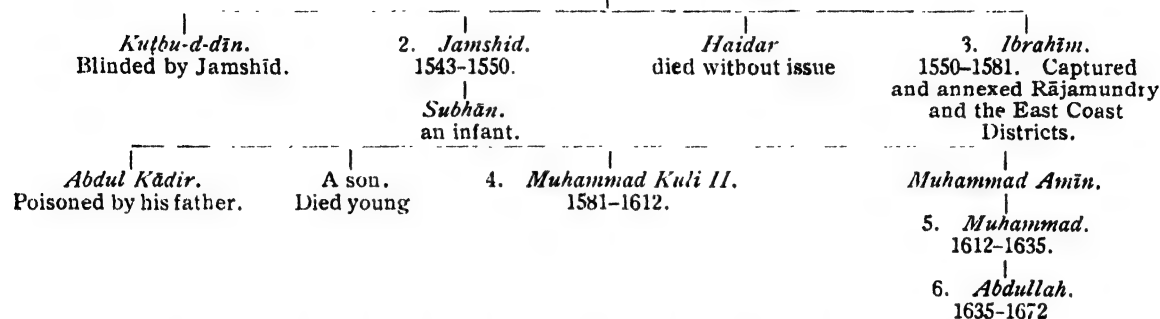 Kuṭbu-d-dīn. 2. Jamshid. Haidar 3. Ibrahīm.
Blinded by Jamshīd. 1543-1550. died without issue 1550–1581. Captured
and annexed Rājamundry
Subhān. and the East Coast
an infant. Districts.
Abdul Kādir. A son. 4. Muhammad Kuli II. Muhammad Amīn.
Poisoned by his father. Died young 1581-1612.
5. Muhammad.
1612-1635.
6. Abdullah.
1635-1672